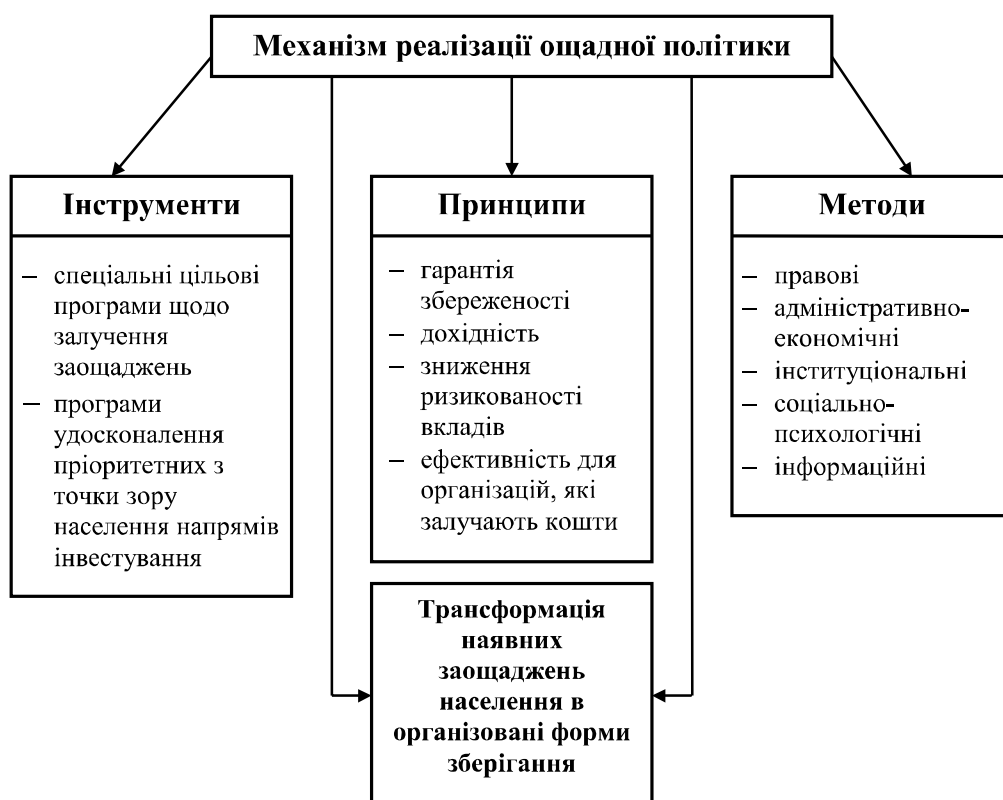 Механізм реалізації ощадної політики
Інструменти
– спеціальні цільові
програми щодо
залучення
заощаджень
– програми
удосконалення
пріоритетних з
точки зору
населення напрямів
інвестування
Принципи
– гарантія
збереженості
– дохідність
– зниження
ризикованості
вкладів
– ефективність для
організацій, які
залучають кошти
Методи
– правові
– адміністративно-
економічні
– інституціональні
– соціально-
психологічні
– інформаційні
Трансформація
наявних
заощаджень
населення в
організовані форми
зберігання